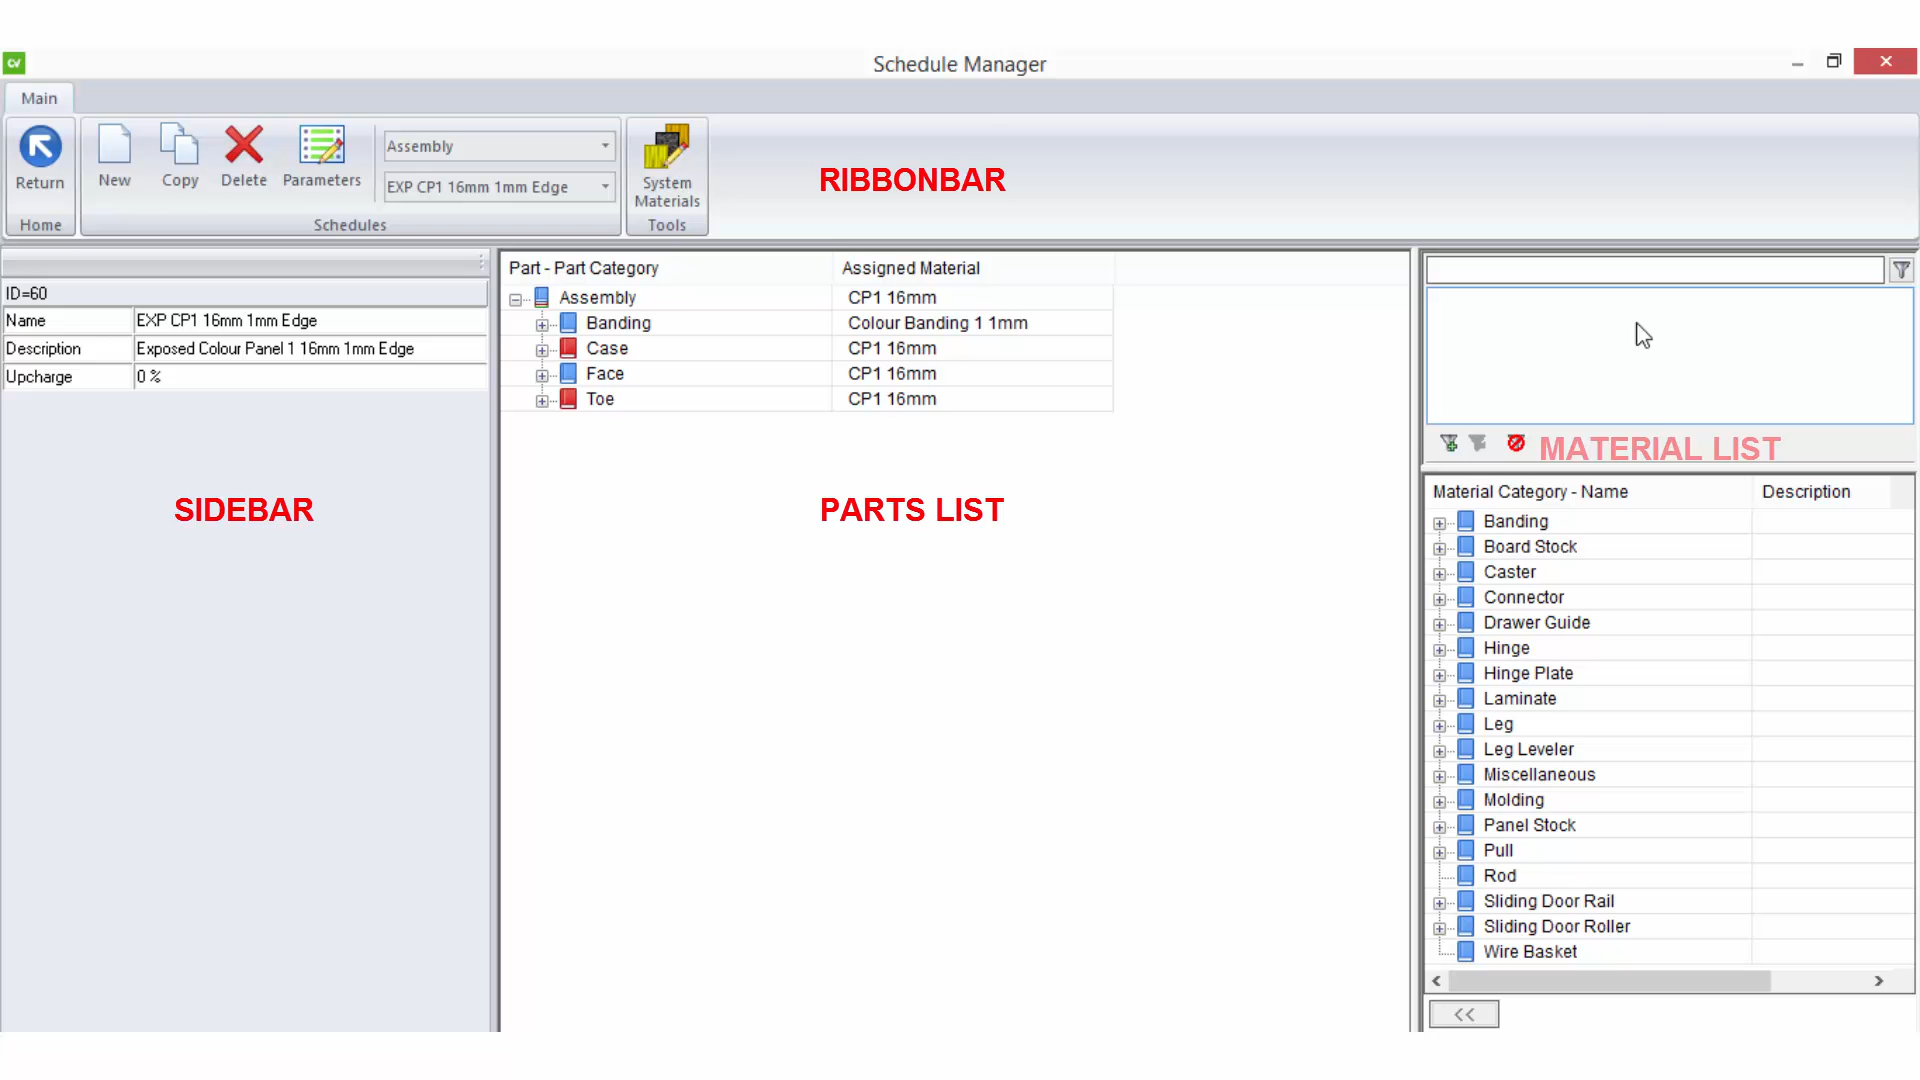 cv
Schedule Manager
Main
Return
New
Copy
Delete
Parameters
Assembly
EXP CP1 16mm 1mm Edge
System
Materials
Home
Schedules
Tools
RIBBONBAR
ID=60
Name EXP CP1 16mm 1mm Edge
Description Exposed Colour Panel 1 16mm 1mm Edge
Upcharge 0 %
SIDEBAR
Part - Part Category Assigned Material
Assembly CP1 16mm
Banding Colour Banding 1 1mm
Case CP1 16mm
Face CP1 16mm
Toe CP1 16mm
PARTS LIST
MATERIAL LIST
Material Category - Name Description
Banding
Board Stock
Caster
Connector
Drawer Guide
Hinge
Hinge Plate
Laminate
Leg
Leg Leveler
Miscellaneous
Molding
Panel Stock
Pull
Rod
Sliding Door Rail
Sliding Door Roller
Wire Basket
<<